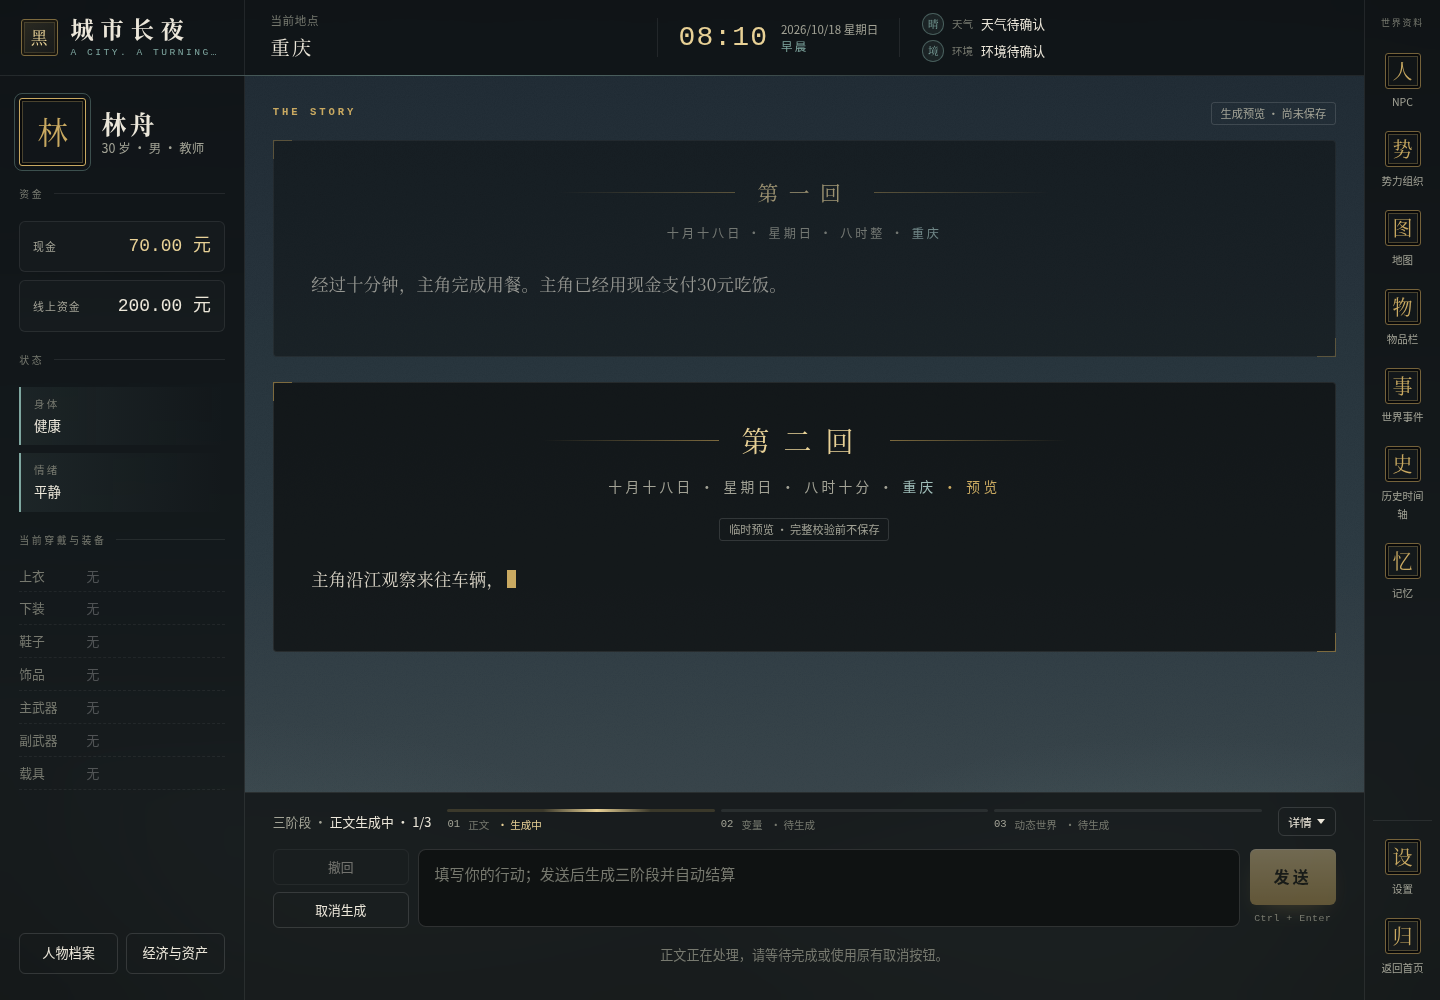 黑
城市长夜
A CITY. A TURNING…
当前地点
重庆
08:10
2026/10/18 星期日
早晨
晴 天气 天气待确认
境 环境 环境待确认
世界资料
人
NPC
势
势力组织
图
地图
物
物品栏
事
世界事件
史
历史时间
轴
忆
记忆
设
设置
归
返回首页
林
林舟
30 岁 · 男 · 教师
资金
现金 70.00 元
线上资金 200.00 元
状态
身体
健康
情绪
平静
当前穿戴与装备
上衣 无
下装 无
鞋子 无
饰品 无
主武器 无
副武器 无
载具 无
人物档案 经济与资产
THE STORY
生成预览 · 尚未保存
第一回
十月十八日 · 星期日 · 八时整 · 重庆
经过十分钟，主角完成用餐。主角已经用现金支付30元吃饭。
第二回
十月十八日 · 星期日 · 八时十分 · 重庆 · 预览
临时预览 · 完整校验前不保存
主角沿江观察来往车辆，
三阶段 · 正文生成中 · 1/3
01 正文 · 生成中
02 变量 · 待生成
03 动态世界 · 待生成
详情
撤回
取消生成
填写你的行动；发送后生成三阶段并自动结算
发送
Ctrl + Enter
正文正在处理，请等待完成或使用原有取消按钮。